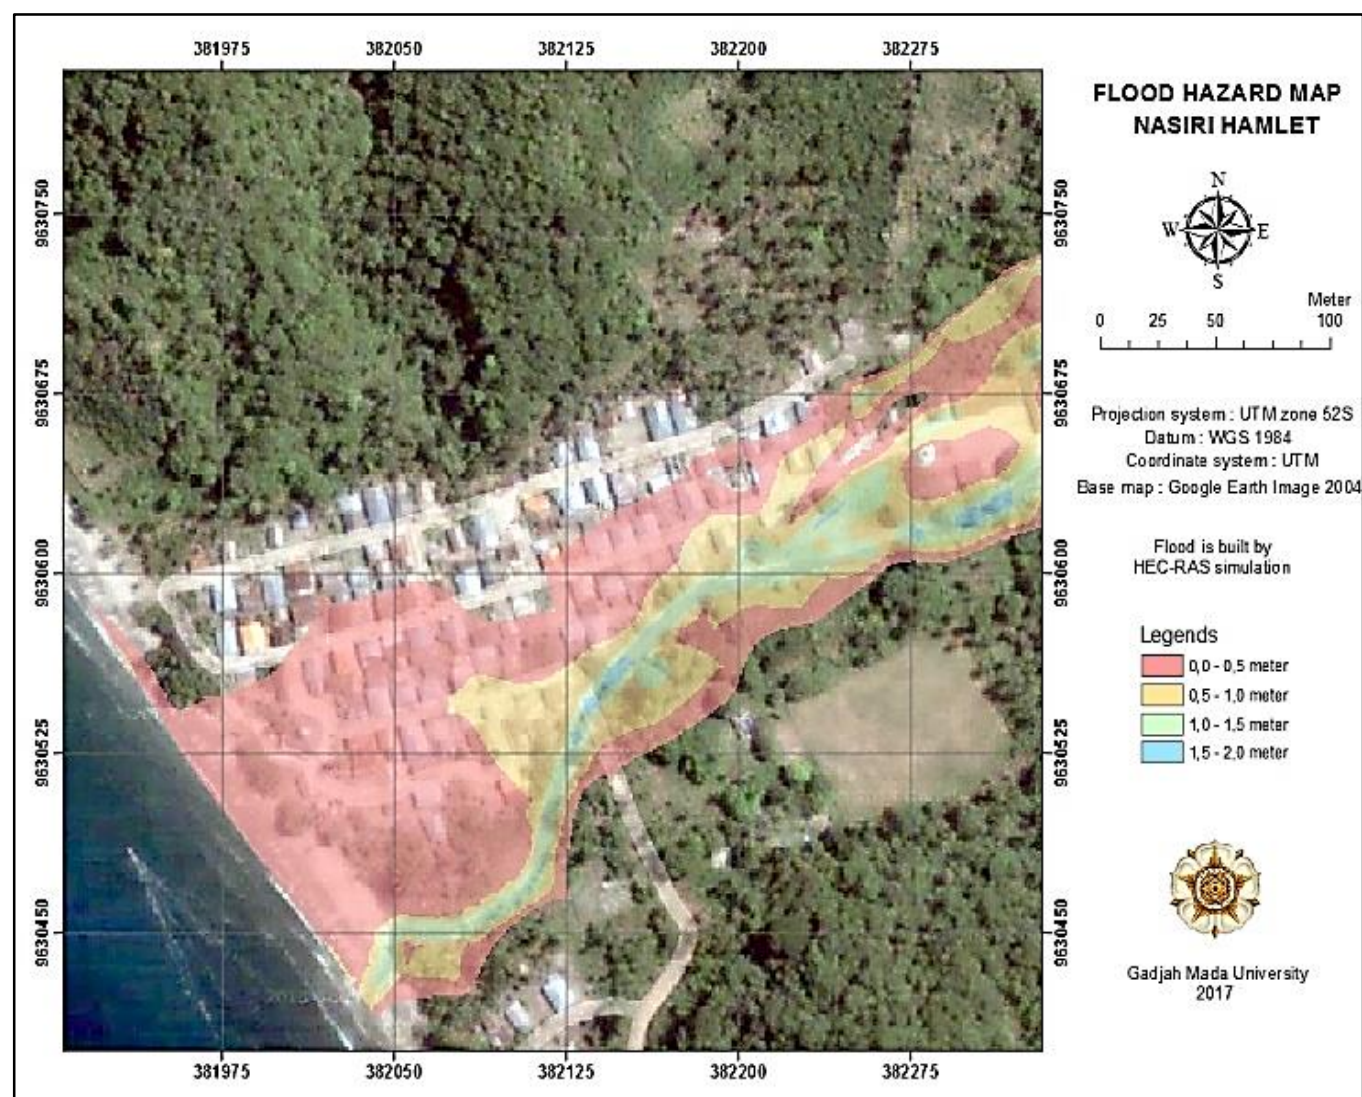 381975 382050 382125 382200 382275
FLOOD HAZARD MAP
NASIRI HAMLET
N
W E
S
9630750 9630750
Meter
0 25 50 100
9630675 9630675
Projection system : UTM zone 52S
Datum : WGS 1984
Coordinate system : UTM
Base map : Google Earth Image 2004
9630600 9630600
Flood is built by
HEC-RAS simulation
Legends
0,0 - 0,5 meter
0,5 - 1,0 meter
1,0 - 1,5 meter
1,5 - 2,0 meter
9630525 9630525
9630450 9630450
Gadjah Mada University
2017
381975 382050 382125 382200 382275